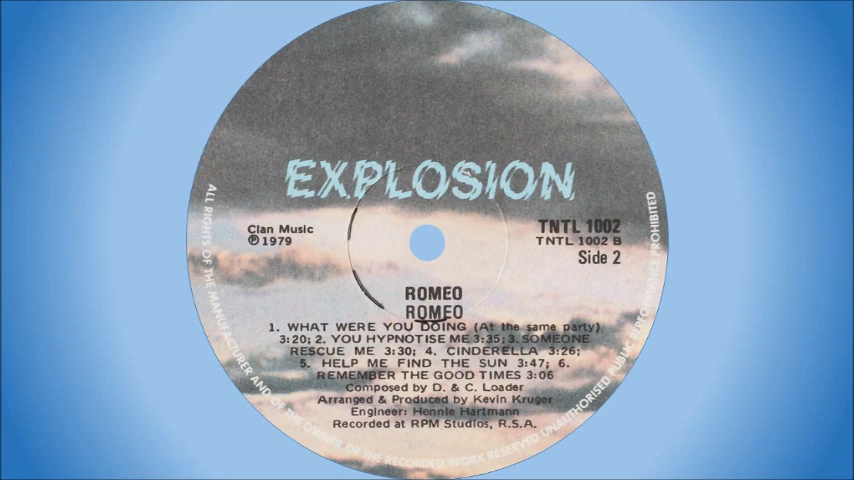 EXPLOSION
Clan Music
℗ 1979
TNTL 1002
TNTL 1002 B
Side 2
ROMEO
ROMEO
1. WHAT WERE YOU DOING (At the same party)
3:20; 2. YOU HYPNOTISE ME 3:35; 3. SOMEONE
RESCUE ME 3:30; 4. CINDERELLA 3:26;
5. HELP ME FIND THE SUN 3:47; 6.
REMEMBER THE GOOD TIMES 3:06
Composed by D. & C. Loader
Arranged & Produced by Kevin Kruger
Engineer: Hennie Hartmann
Recorded at RPM Studios, R.S.A.
ALL RIGHTS OF THE MANUFACTURER AND OF THE OWNER OF THE RECORDED WORK RESERVED UNAUTHORISED PUBLIC PERFORMANCE PROHIBITED